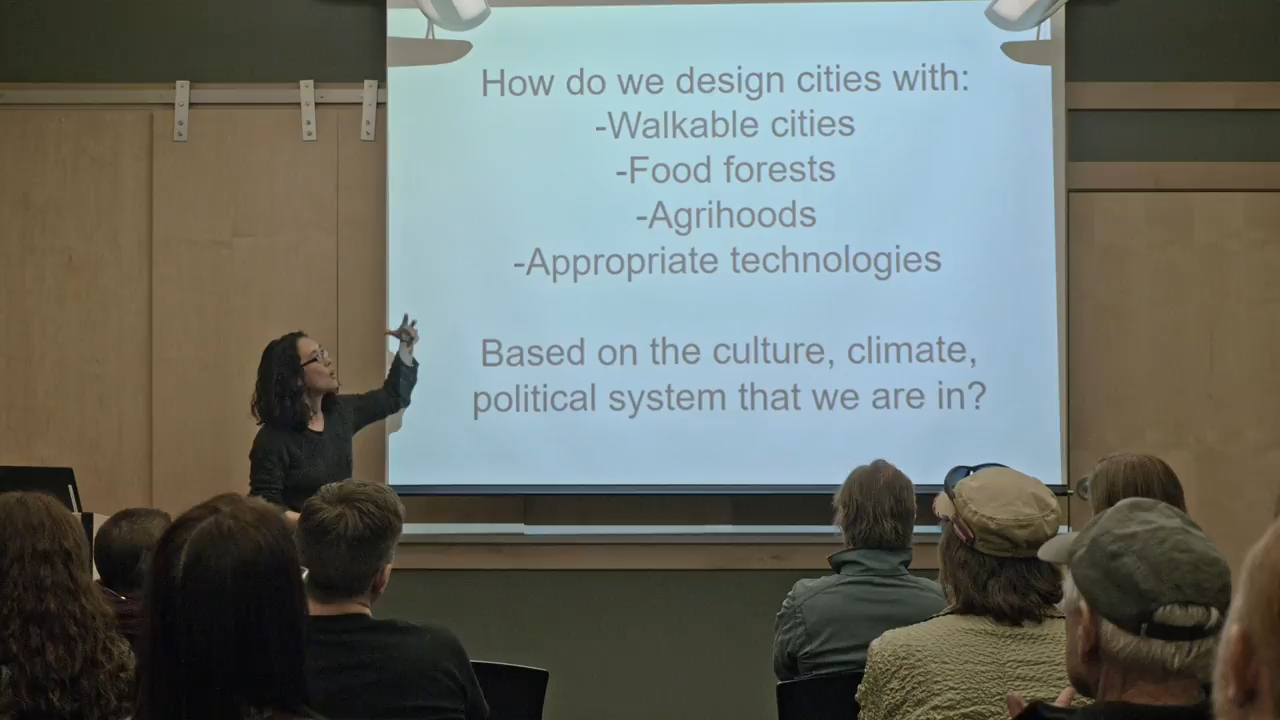 How do we design cities with:
-Walkable cities
-Food forests
-Agrihoods
-Appropriate technologies
Based on the culture, climate,
political system that we are in?